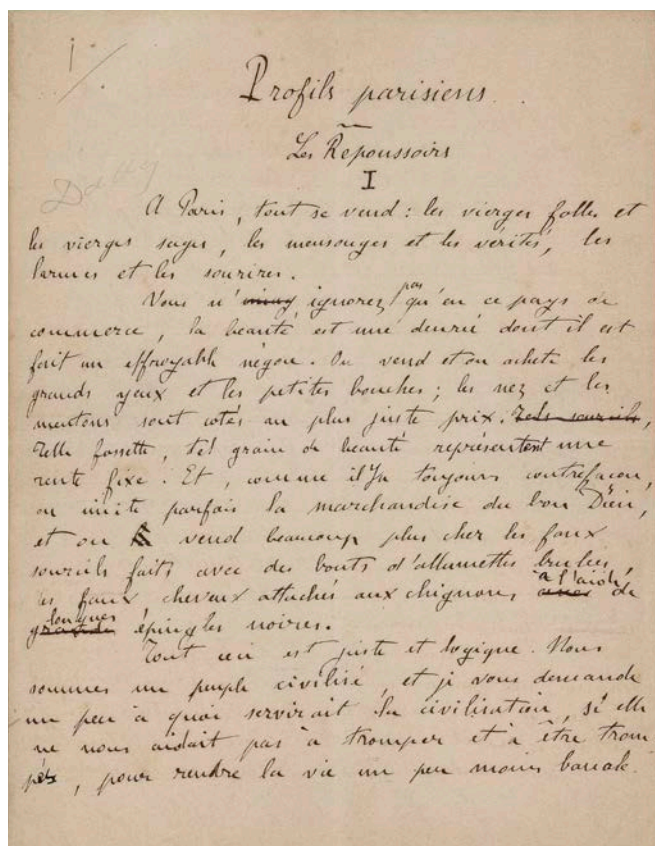 1
Profils parisiens
Les Repoussoirs
I
A Paris, tout se vend : les vierges folles et
les vierges sages, les mensonges et les vérités, les
larmes et les sourires.
Vous n' ignorez pas qu'en ce pays de
commerce, la beauté est une denrée dont il est
fait un effroyable négoce. On vend et on achète les
grands yeux et les petites bouches ; les nez et les
mentons sont cotés au plus juste prix. Tels sourcils,
Telle fossette, tel grain de beauté représentent une
rente fixe. Et, comme il y a toujours contrefaçon,
on imite parfois la marchandise du bon Dieu,
et on vend beaucoup plus cher les faux
sourcils faits avec des bouts d'allumettes brulées,
les faux cheveux attachés aux chignons avec à l'aide de
grandes longues épingles noires.
Tout ceci est juste et logique. Nous
sommes un peuple civilisé, et je vous demande
un peu à quoi servirait la civilisation, si elle
ne nous aidait pas à tromper et à être trom
pés, pour rendre la vie un peu moins banale.